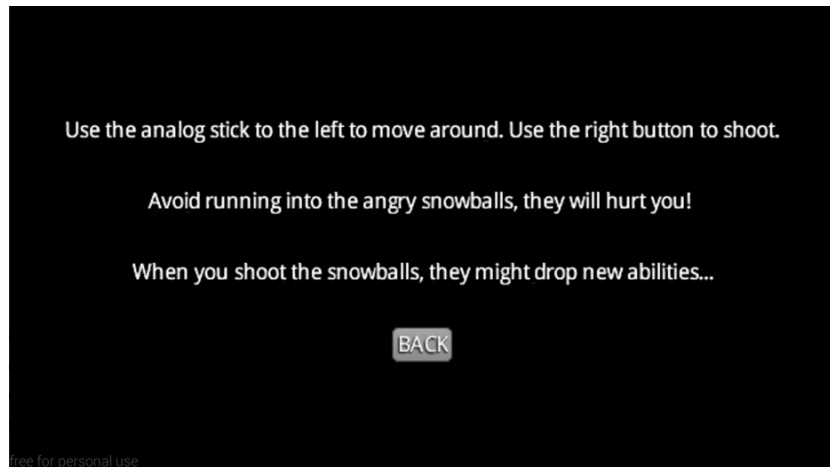 Use the analog stick to the left to move around. Use the right button to shoot.
Avoid running into the angry snowballs, they will hurt you!
When you shoot the snowballs, they might drop new abilities...
BACK
free for personal use